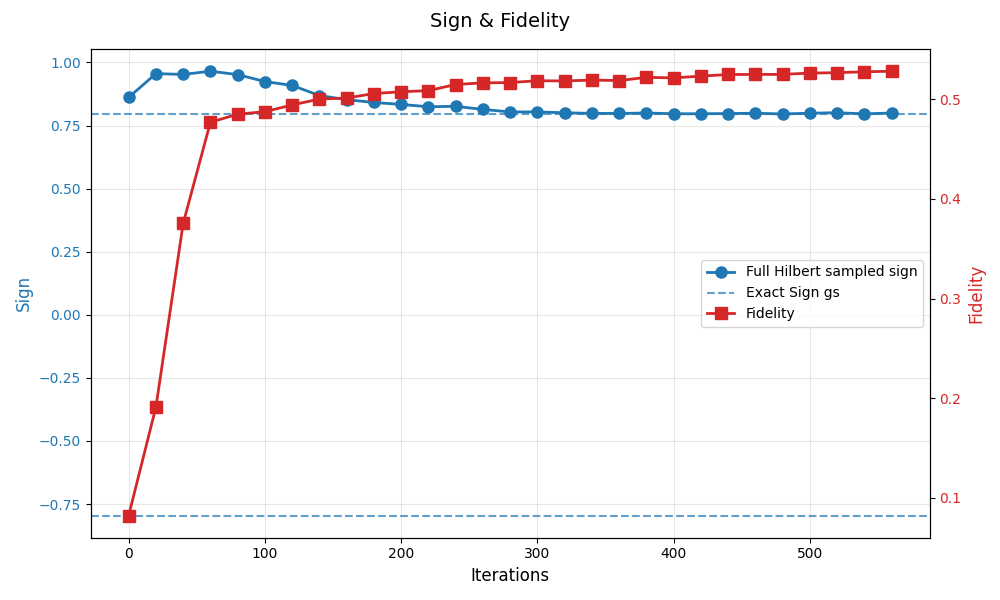 Sign & Fidelity
1.00
0.75
0.50
0.25
0.00
−0.25
−0.50
−0.75
Sign
0.5
0.4
0.3
0.2
0.1
Fidelity
Full Hilbert sampled sign
Exact Sign gs
Fidelity
0 100 200 300 400 500
Iterations